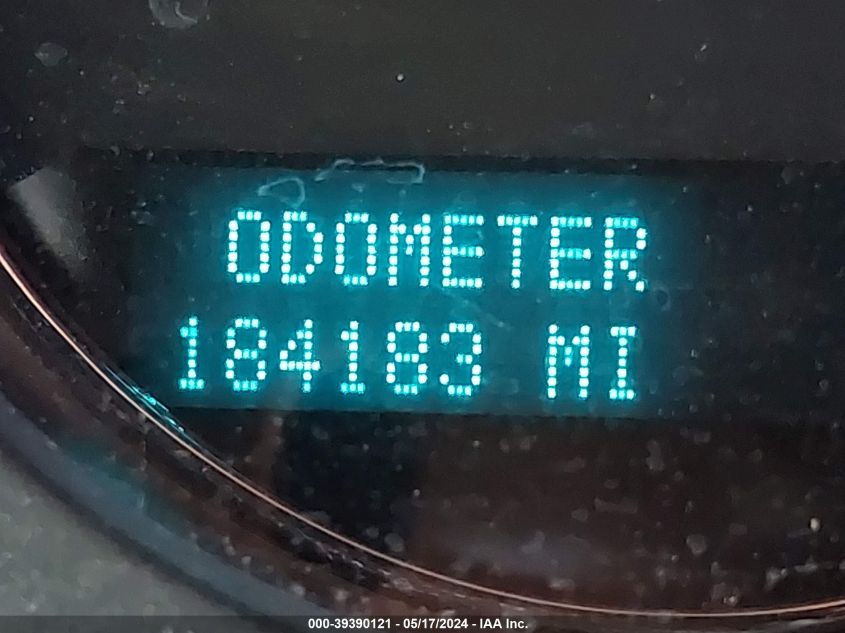 ODOMETER
184183 MI
000-39390121 - 05/17/2024 - IAA Inc.